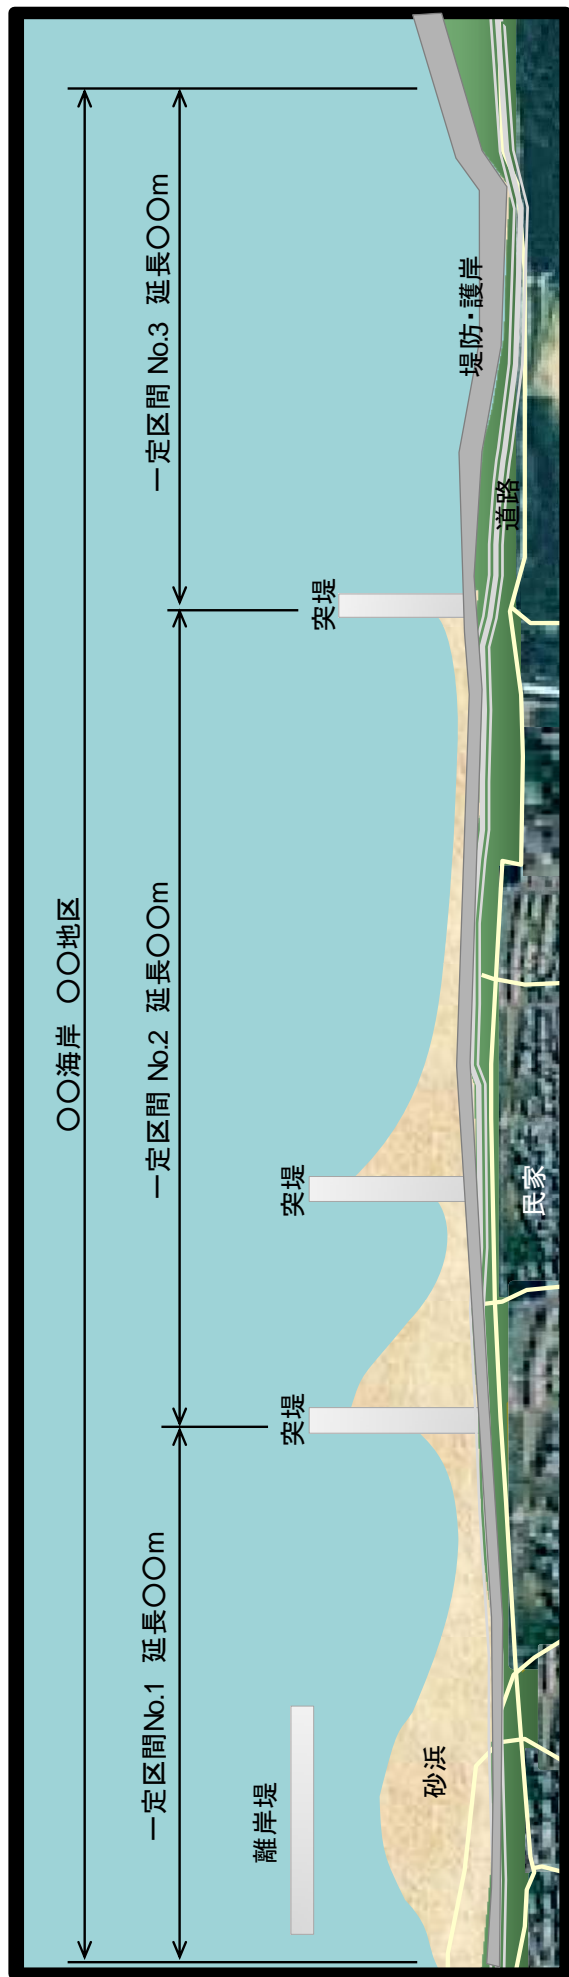 〇〇海岸 〇〇地区
一定区間No.1 延長〇〇m
一定区間 No.2 延長〇〇m
一定区間 No.3 延長〇〇m
離岸堤
突堤
突堤
突堤
砂浜
堤防・護岸
道路
民家